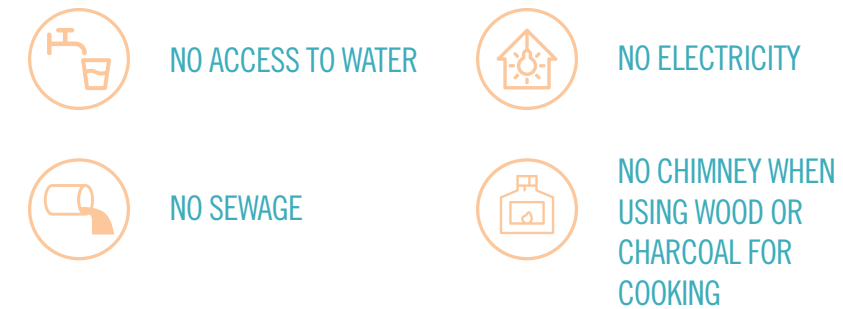 NO ACCESS TO WATER
NO ELECTRICITY
NO SEWAGE
NO CHIMNEY WHEN
USING WOOD OR
CHARCOAL FOR
COOKING